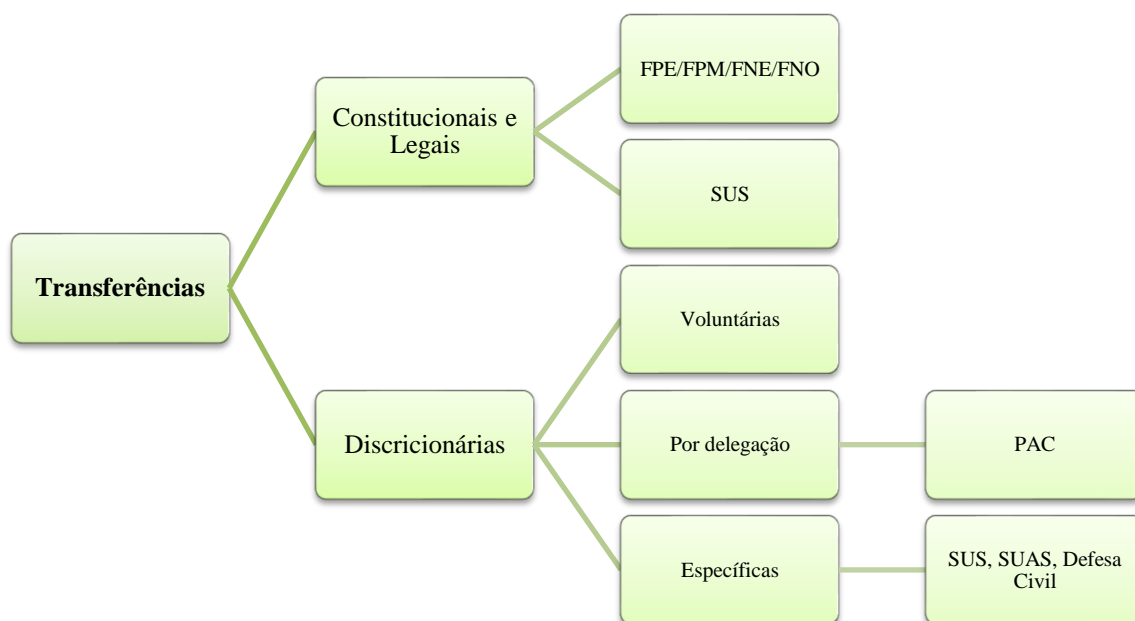 Transferências
Constitucionais e
Legais
FPE/FPM/FNE/FNO
SUS
Discricionárias
Voluntárias
Por delegação
PAC
Específicas
SUS, SUAS, Defesa
Civil